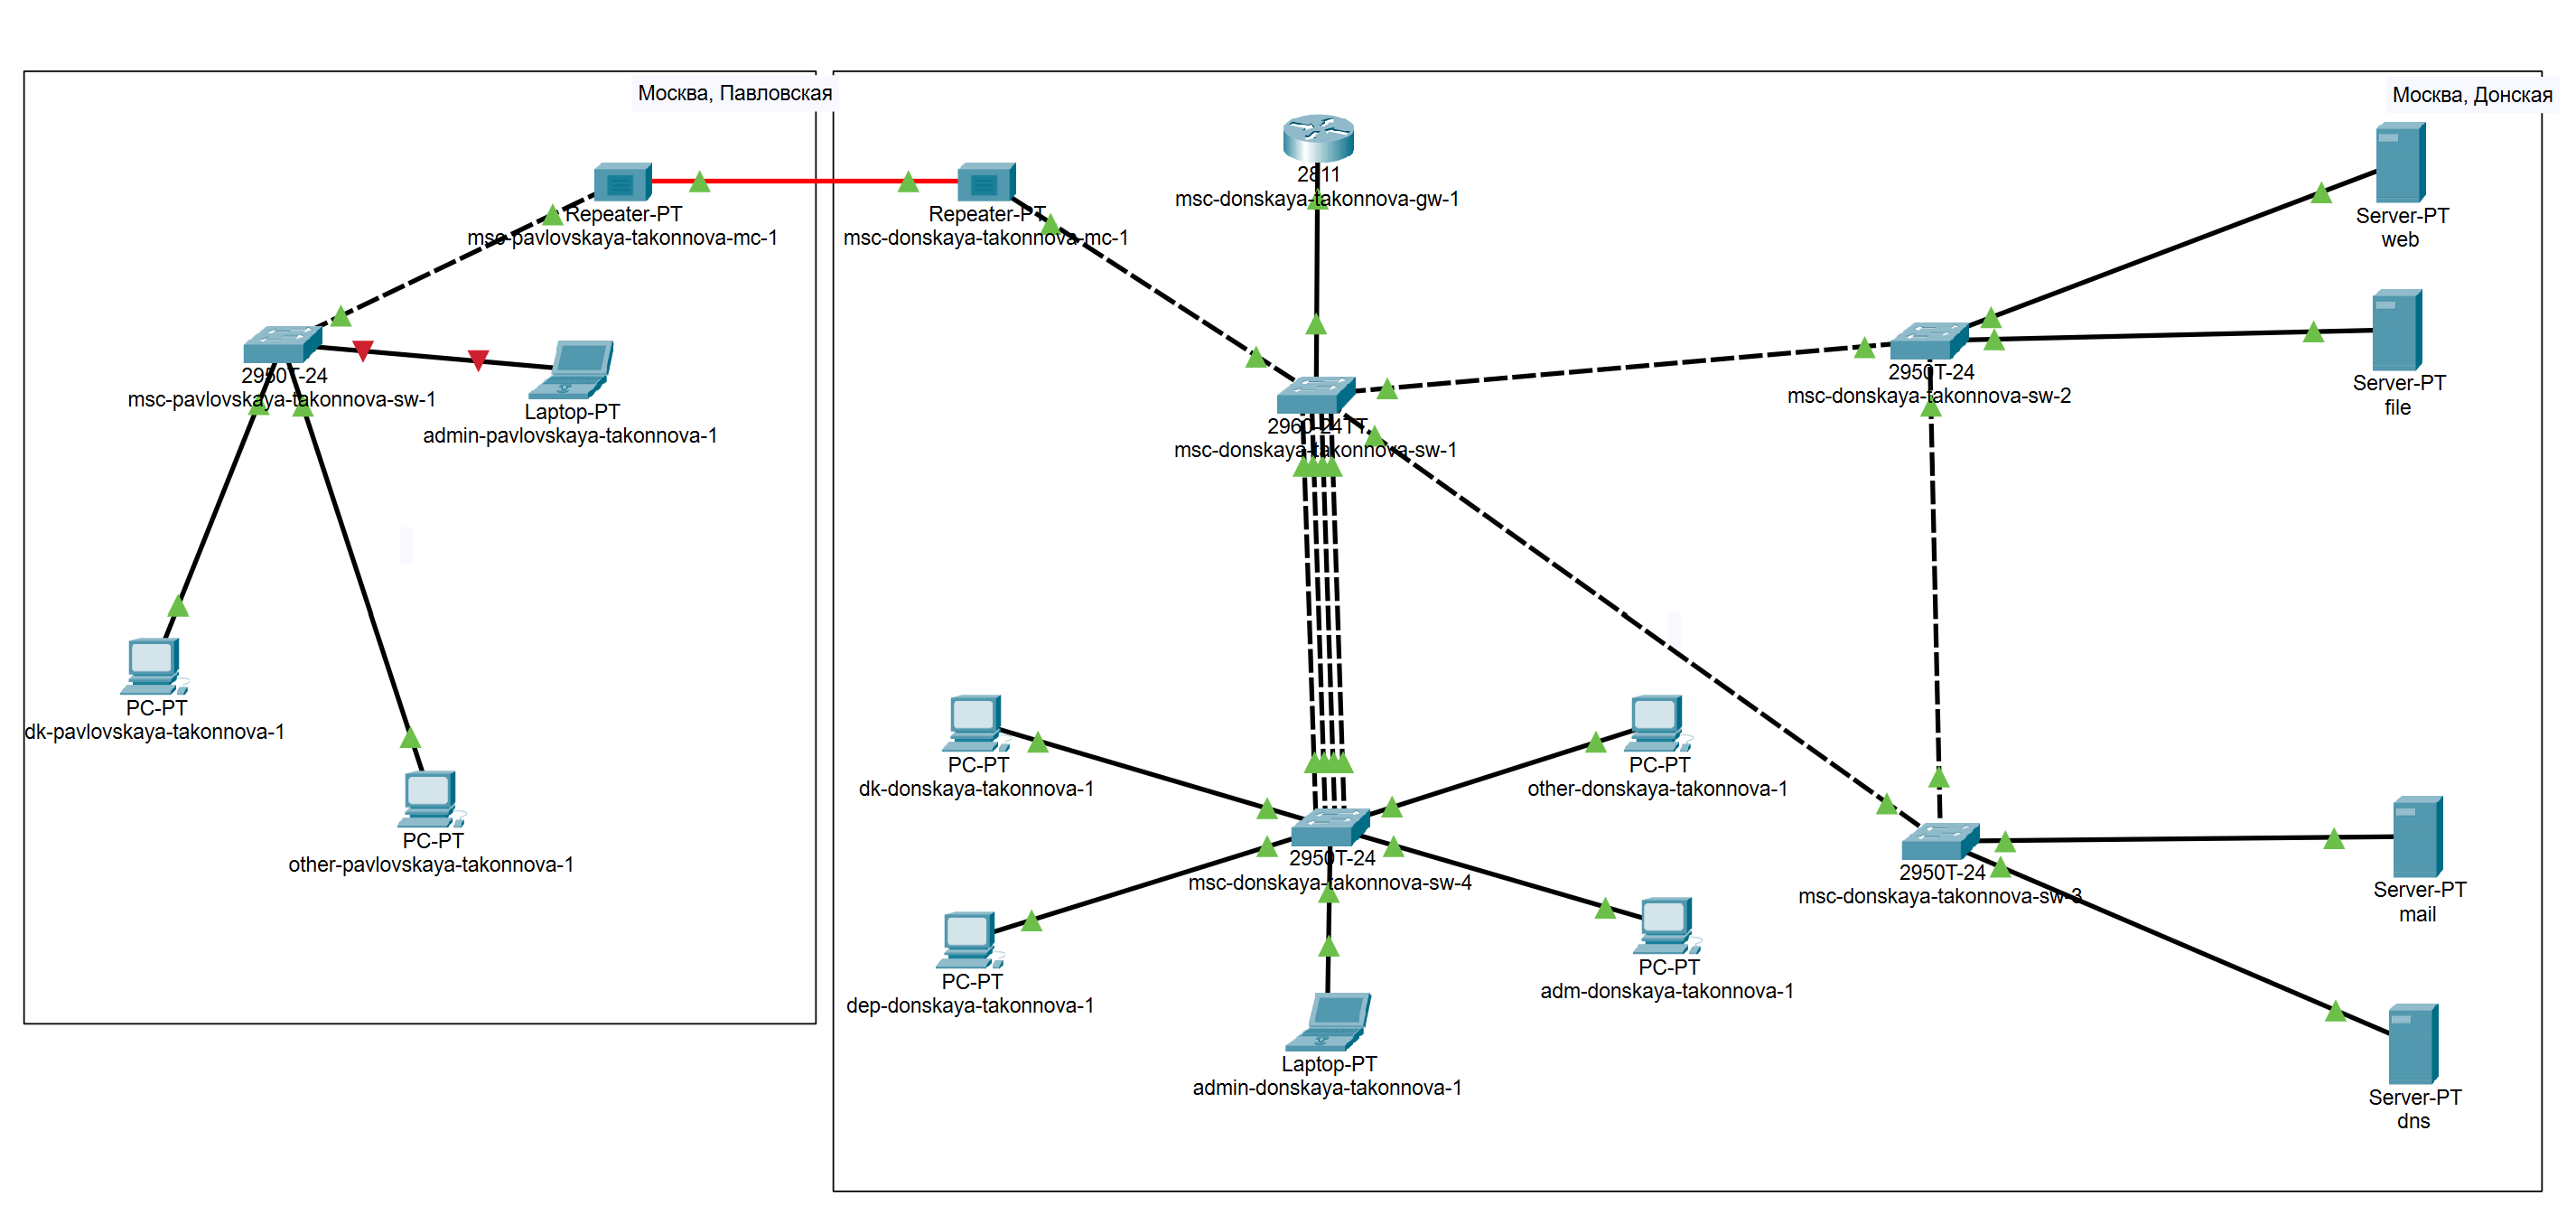 Москва, Павловская
Москва, Донская
Repeater-PT
msc-pavlovskaya-takonnova-mc-1
Repeater-PT
msc-donskaya-takonnova-mc-1
2811
msc-donskaya-takonnova-gw-1
Server-PT
web
2950T-24
msc-pavlovskaya-takonnova-sw-1
Laptop-PT
admin-pavlovskaya-takonnova-1
2960-24TT
msc-donskaya-takonnova-sw-1
2950T-24
msc-donskaya-takonnova-sw-2
Server-PT
file
PC-PT
dk-pavlovskaya-takonnova-1
PC-PT
other-pavlovskaya-takonnova-1
PC-PT
dk-donskaya-takonnova-1
PC-PT
other-donskaya-takonnova-1
2950T-24
msc-donskaya-takonnova-sw-4
2950T-24
msc-donskaya-takonnova-sw-3
Server-PT
mail
PC-PT
dep-donskaya-takonnova-1
PC-PT
adm-donskaya-takonnova-1
Laptop-PT
admin-donskaya-takonnova-1
Server-PT
dns